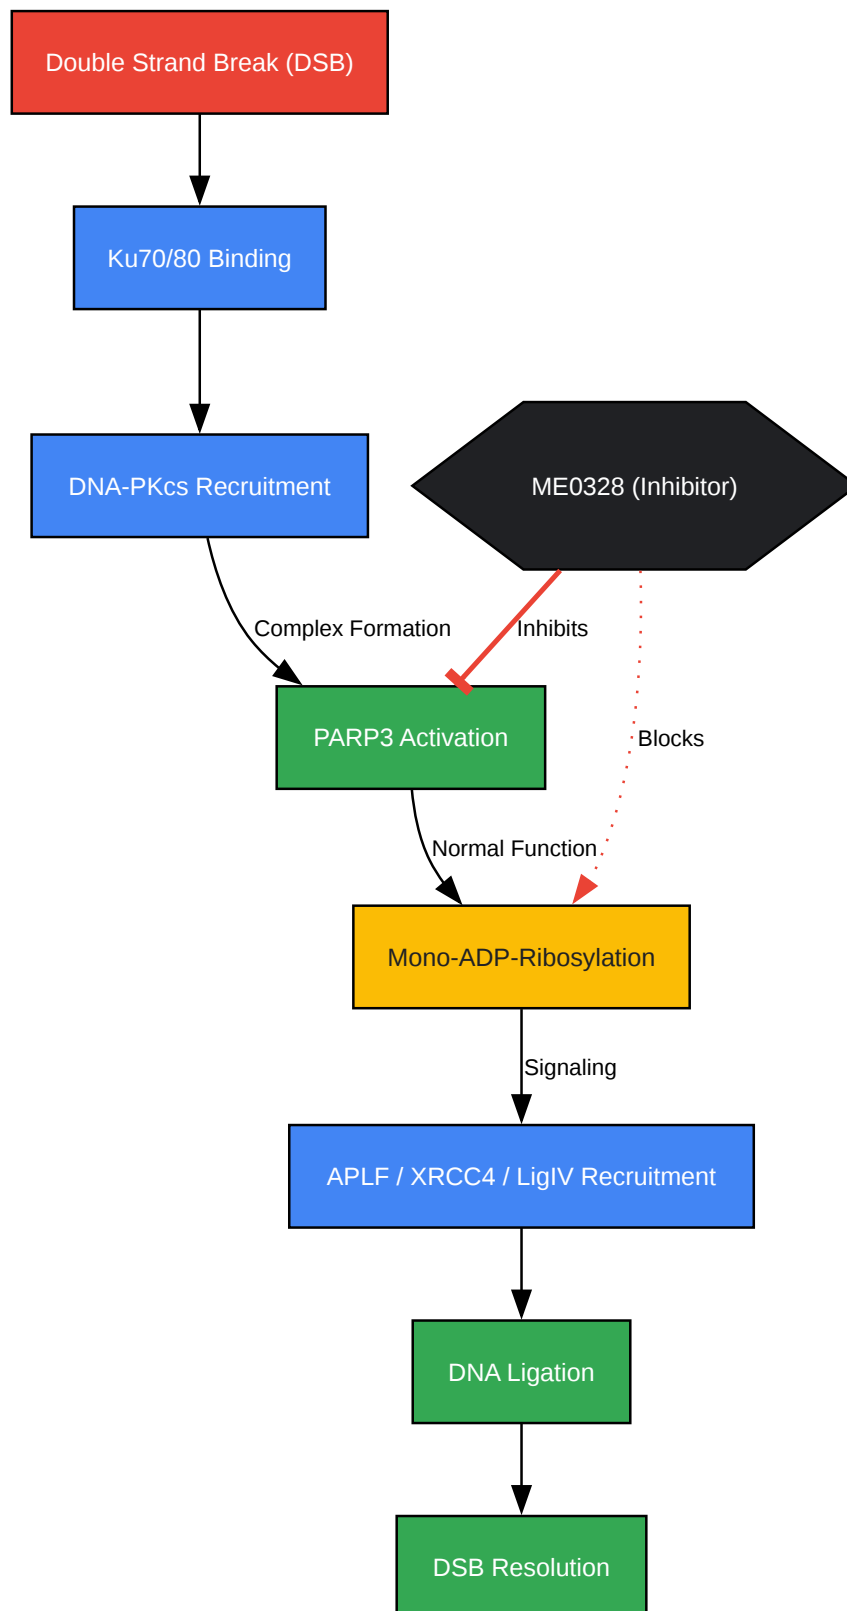 Double Strand Break (DSB)
Ku70/80 Binding
DNA-PKcs Recruitment
ME0328 (Inhibitor)
Complex Formation
Inhibits
PARP3 Activation
Blocks
Normal Function
Mono-ADP-Ribosylation
Signaling
APLF / XRCC4 / LigIV Recruitment
DNA Ligation
DSB Resolution